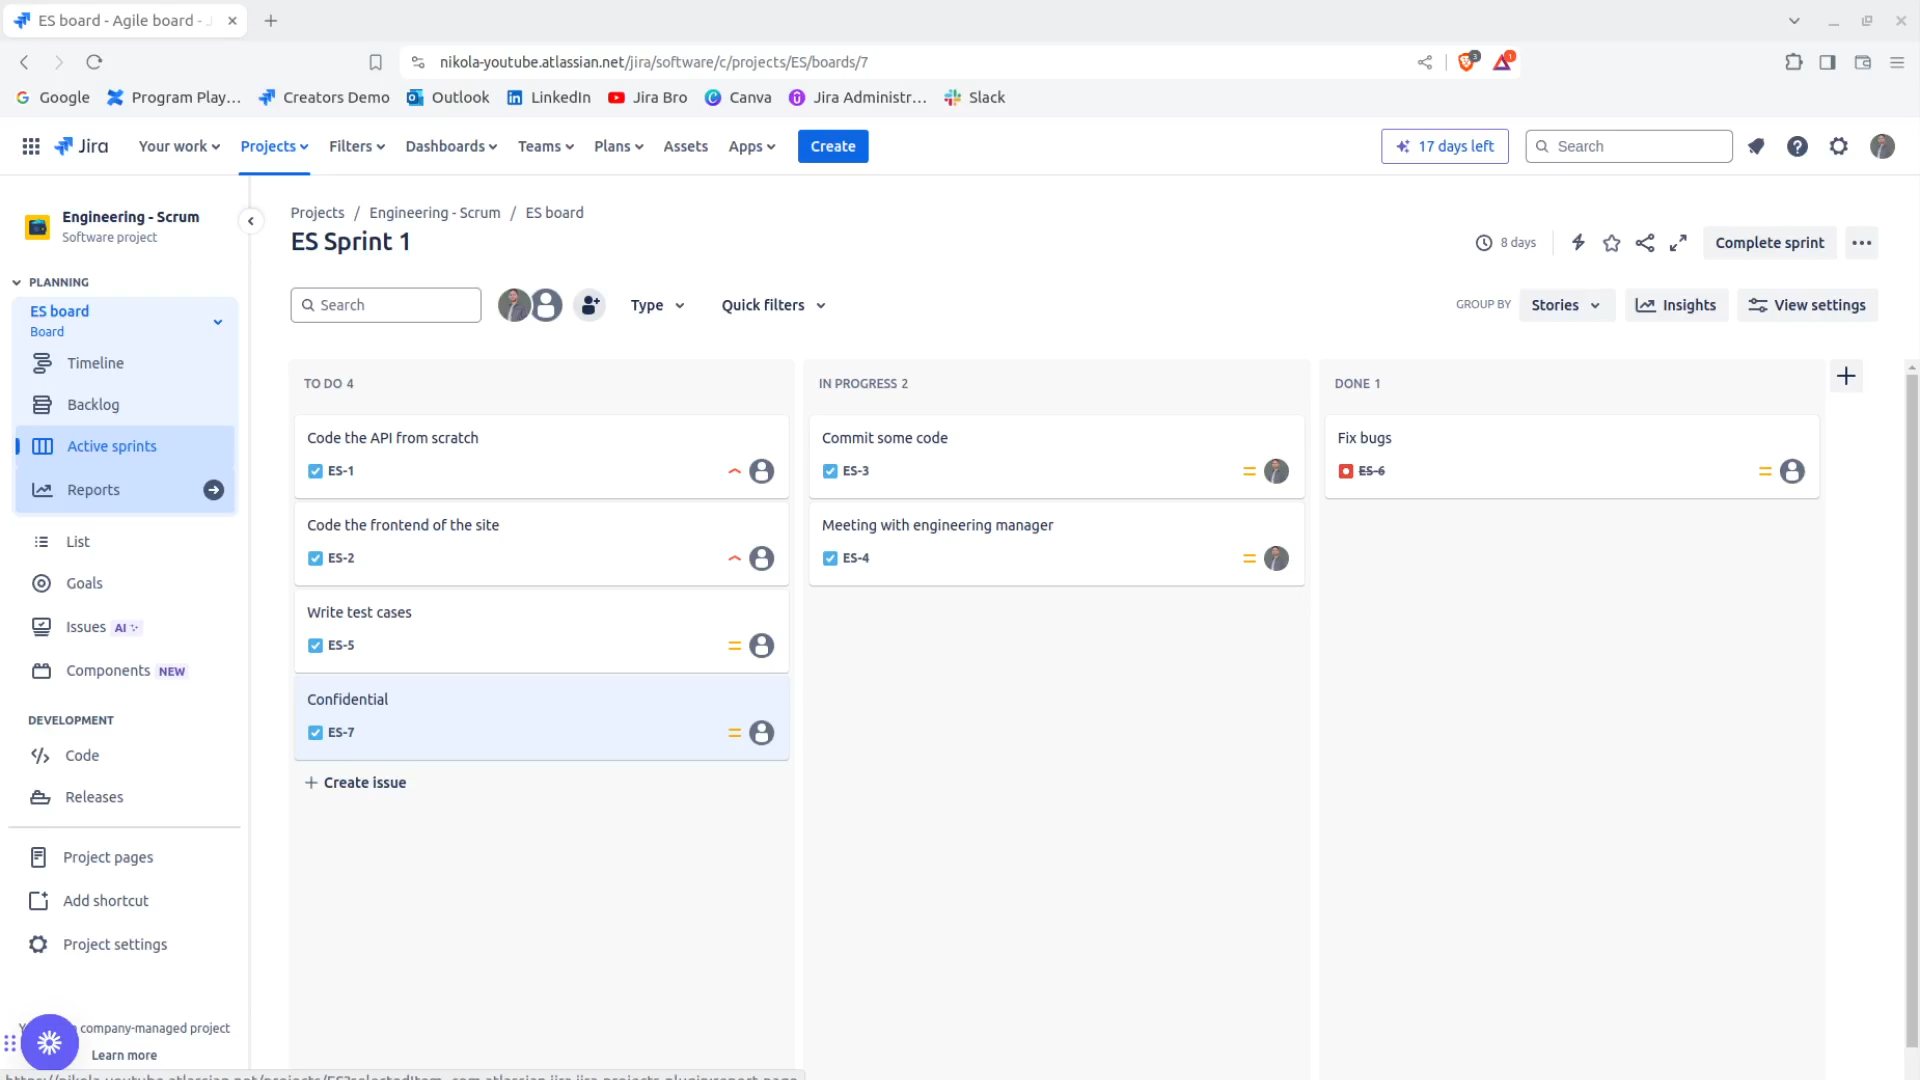 ES board - Agile board - J
nikola-youtube.atlassian.net/jira/software/c/projects/ES/boards/7
3
1
Google
Program Play...
Creators Demo
Outlook
LinkedIn
Jira Bro
Canva
Jira Administr...
Slack
Jira
Your work
Projects
Filters
Dashboards
Teams
Plans
Assets
Apps
Create
17 days left
Search
Engineering - Scrum
Software project
PLANNING
ES board
Board
Timeline
Backlog
Active sprints
Reports
List
Goals
Issues AI
Components NEW
DEVELOPMENT
Code
Releases
Project pages
Add shortcut
Project settings
company-managed project
Learn more
Projects / Engineering - Scrum / ES board
ES Sprint 1
8 days
Complete sprint
Search
Type
Quick filters
GROUP BY
Stories
Insights
View settings
TO DO 4
Code the API from scratch
ES-1
Code the frontend of the site
ES-2
Write test cases
ES-5
Confidential
ES-7
+ Create issue
IN PROGRESS 2
Commit some code
ES-3
Meeting with engineering manager
ES-4
DONE 1
Fix bugs
ES-6